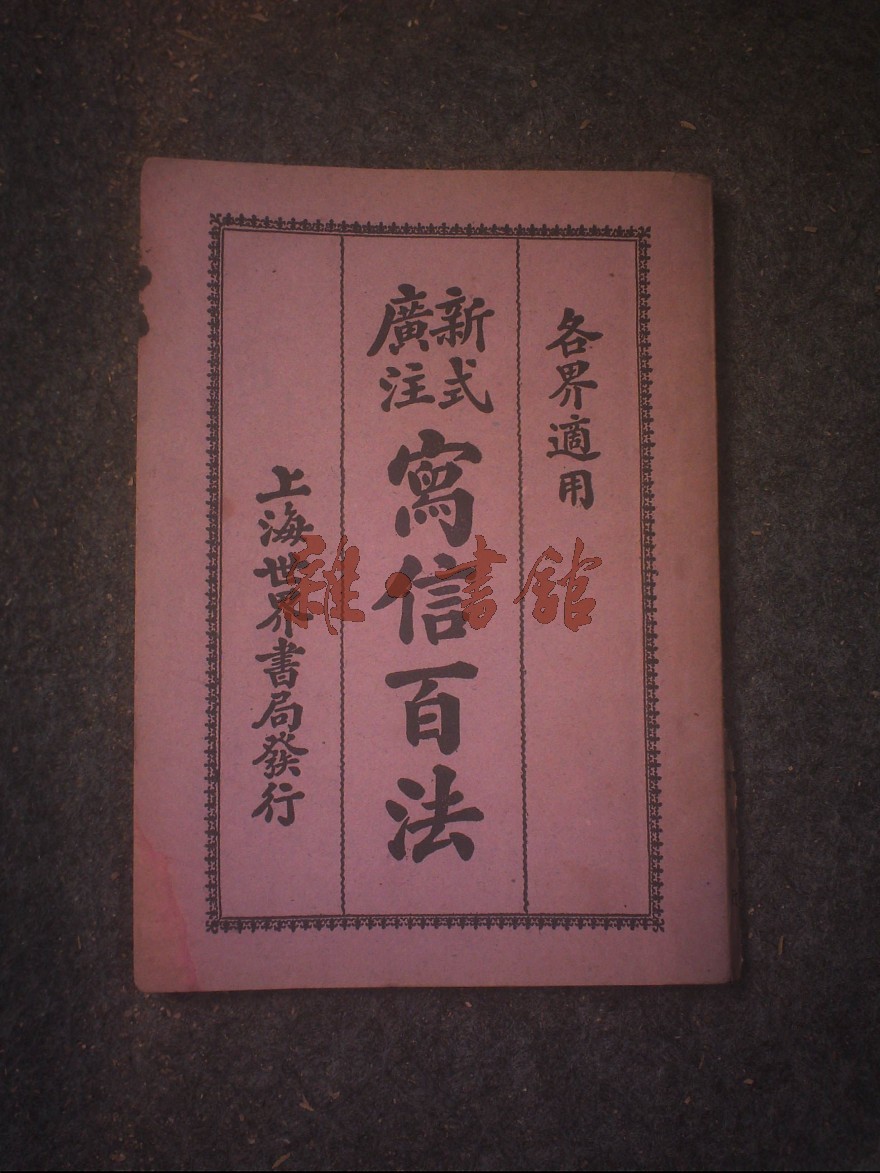 各界適用
新式
廣注
寫信百法
上海世界書局發行
雜·書館